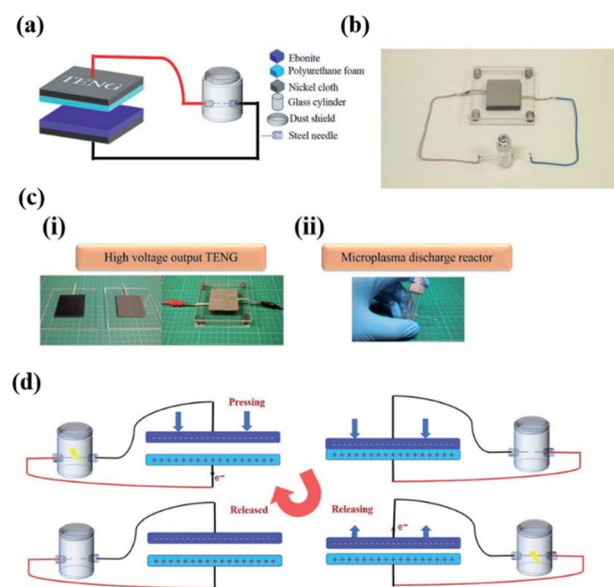 (a)
TENG
Ebonite
Polyurethane foam
Nickel cloth
Glass cylinder
Dust shield
Steel needle
(b)
(c)
(i)
High voltage output TENG
(ii)
Microplasma discharge reactor
(d)
Pressing
e⁻
Released
Releasing
e⁻